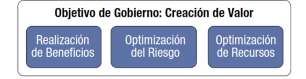 Objetivo de Gobierno: Creación de Valor
Realización
de Beneficios
Optimización
del Riesgo
Optimización
de Recursos